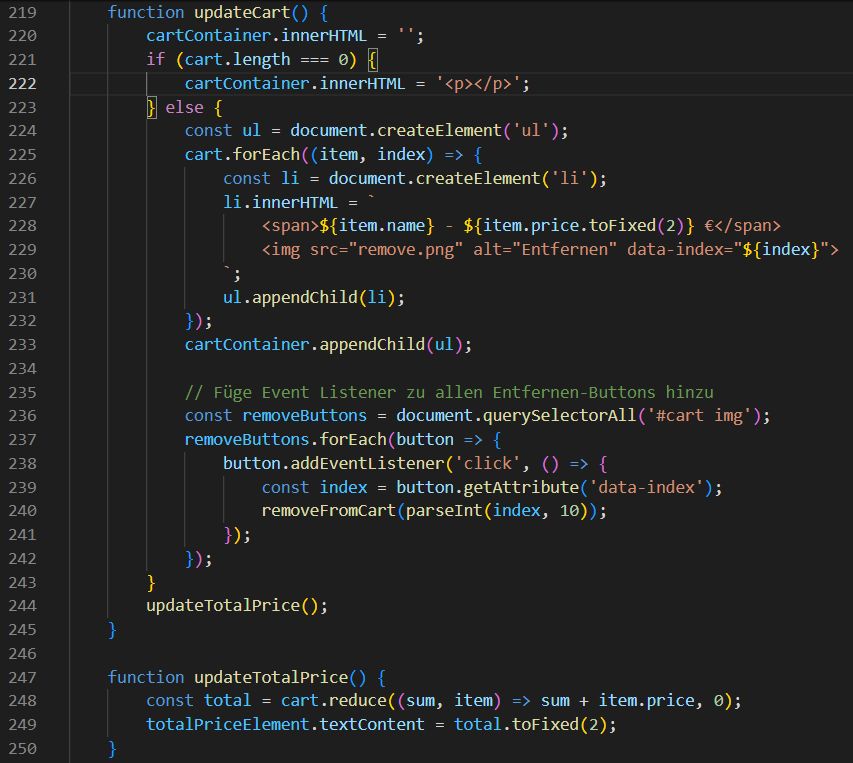 219 function updateCart() {
220 cartContainer.innerHTML = '';
221 if (cart.length === 0) {
222 cartContainer.innerHTML = '<p></p>';
223 } else {
224 const ul = document.createElement('ul');
225 cart.forEach((item, index) => {
226 const li = document.createElement('li');
227 li.innerHTML = `
228 <span>${item.name} - ${item.price.toFixed(2)} €</span>
229 <img src="remove.png" alt="Entfernen" data-index="${index}">
230 `;
231 ul.appendChild(li);
232 });
233 cartContainer.appendChild(ul);
234
235 // Füge Event Listener zu allen Entfernen-Buttons hinzu
236 const removeButtons = document.querySelectorAll('#cart img');
237 removeButtons.forEach(button => {
238 button.addEventListener('click', () => {
239 const index = button.getAttribute('data-index');
240 removeFromCart(parseInt(index, 10));
241 });
242 });
243 }
244 updateTotalPrice();
245 }
246
247 function updateTotalPrice() {
248 const total = cart.reduce((sum, item) => sum + item.price, 0);
249 totalPriceElement.textContent = total.toFixed(2);
250 }